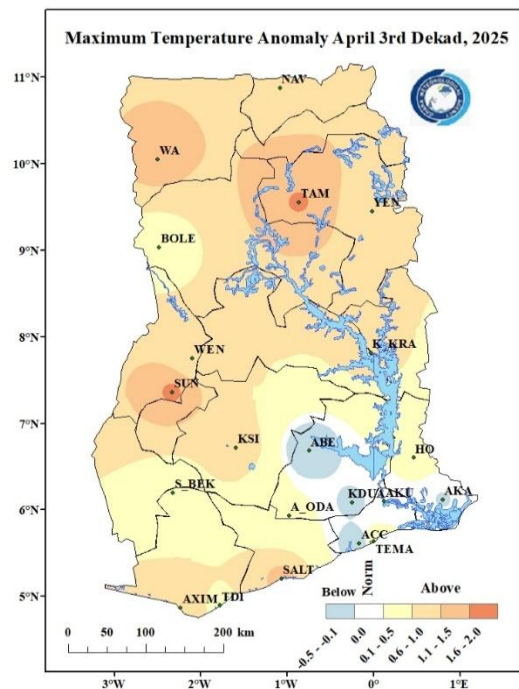 Maximum Temperature Anomaly April 3rd Dekad, 2025
11°N
NAV
WA
10°N
TAM
YEN
9°N
BOLE
8°N
K_KRA
WEN
SUN
7°N
KSI
ABE
HO
S_BEK
6°N
KDUA
AKU
AKA
A_ODA
ACC
TEMA
5°N
SALT
AXIM
TDI
Below
Norm
Above
-0.5 - -0.1
0.0
0.1 - 0.5
0.6 - 1.0
1.1 - 1.5
1.6 - 2.0
0
100
200 km
3°W
2°W
1°W
0°
1°E